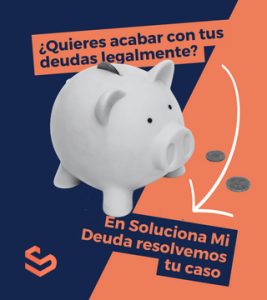 ¿Quieres acabar con tus
deudas legalmente?
En Soluciona Mi
Deuda resolvemos
tu caso